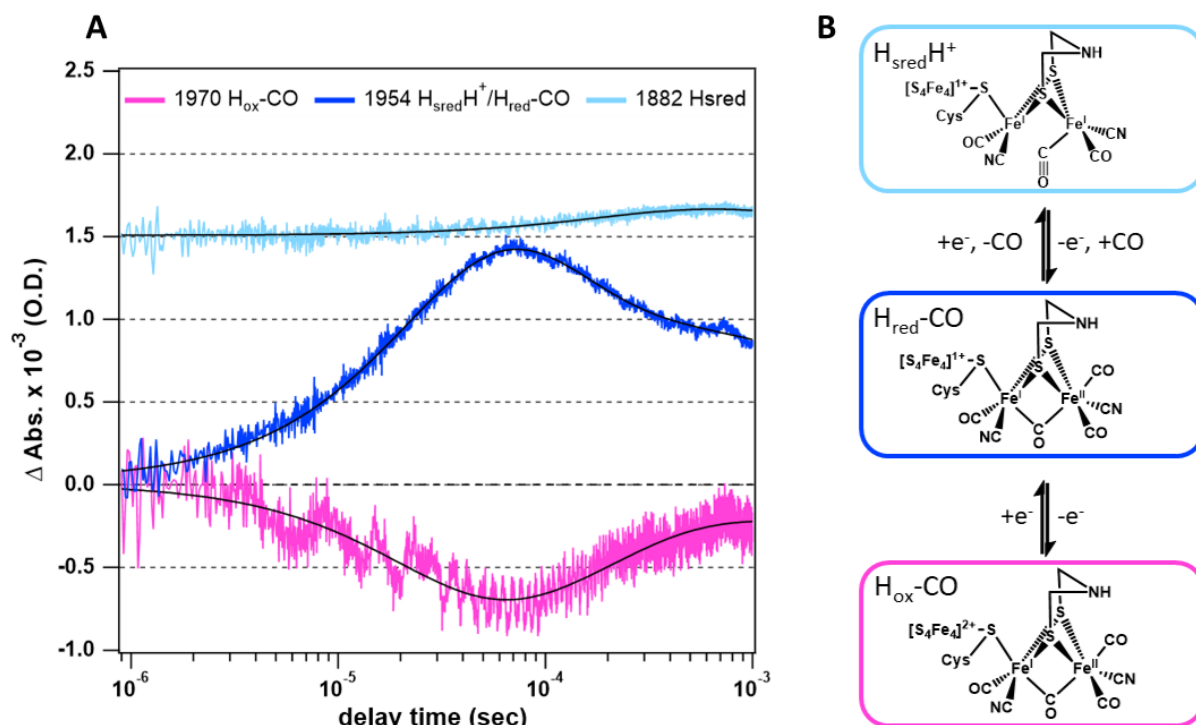 A
B
1970 Hox-CO 1954 HsredH+/Hred-CO 1882 Hsred
Δ Abs. x 10-3 (O.D.)
2.5
2.0
1.5
1.0
0.5
0.0
-0.5
-1.0
10-6 10-5 10-4 10-3
delay time (sec)
HsredH+
NH
S
[S4Fe4]1+ S
S
Cys FeI FeI
OC CN
NC C CO
O
+e-, -CO -e-, +CO
Hred-CO
NH
S
[S4Fe4]1+ S CO
S
Cys FeI FeII
OC CN
NC C CO
O
+e- -e-
Hox-CO
NH
S
[S4Fe4]2+ S CO
S
Cys FeI FeII
OC CN
NC C CO
O